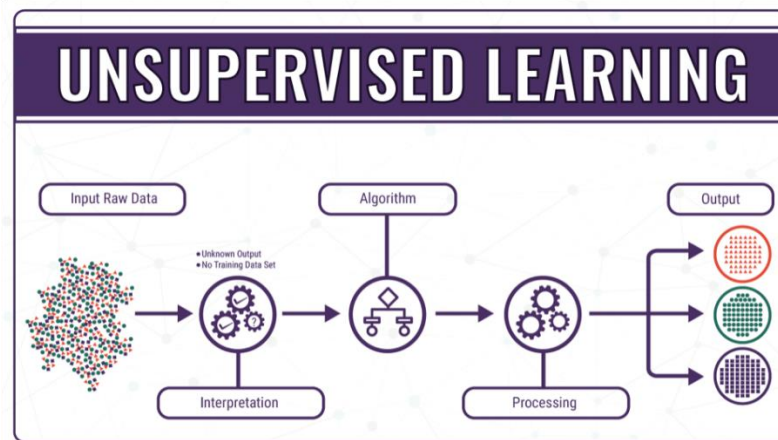 UNSUPERVISED LEARNING
Input Raw Data
Algorithm
Output
• Unknown Output
• No Training Data Set
?
Interpretation
Processing